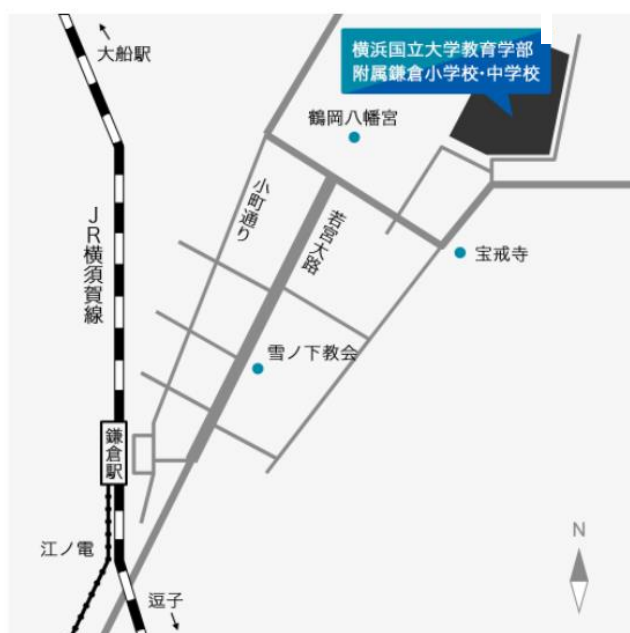 横浜国立大学教育学部
附属鎌倉小学校・中学校
大船駅
鶴岡八幡宮
小町通り
若宮大路
JR横須賀線
宝戒寺
雪ノ下教会
鎌倉駅
江ノ電
N
逗子